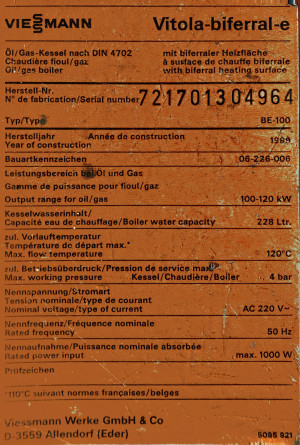 VIESSMANN Vitola-biferral-e
Öl/Gas-Kessel nach DIN 4702 mit biferraler Heizfläche
Chaudière fioul/gaz à surface de chauffe biferrale
Oil/gas boiler with biferral heating surface
Herstell-Nr.
N° de fabrication/Serial number 721701304964
Typ/Type BE-100
Herstelljahr Année de construction
Year of construction 1989
Bauartkennzeichen 06-226-006
Leistungsbereich bei Öl und Gas
Gamme de puissance pour fioul/gaz
Output range for oil/gas 100-120 kW
Kesselwasserinhalt/
Capacité eau de chauffage/Boiler water capacity 228 Ltr.
zul. Vorlauftemperatur
Température de départ max.*
Max. flow temperature 120°C
zul. Betriebsüberdruck/Pression de service max.
Max. working pressure Kessel/Chaudière/Boiler 4 bar
Nennspannung/Stromart
Tension nominale/type de courant
Nominal voltage/type of current AC 220 V~
Nennfrequenz/Fréquence nominale
Rated frequency 50 Hz
Nennaufnahme/Puissance nominale absorbée
Rated power input max. 1000 W
Prüfzeichen
*110°C suivant normes françaises/belges
Viessmann Werke GmbH & Co
D-3559 Allendorf (Eder) 5085 921